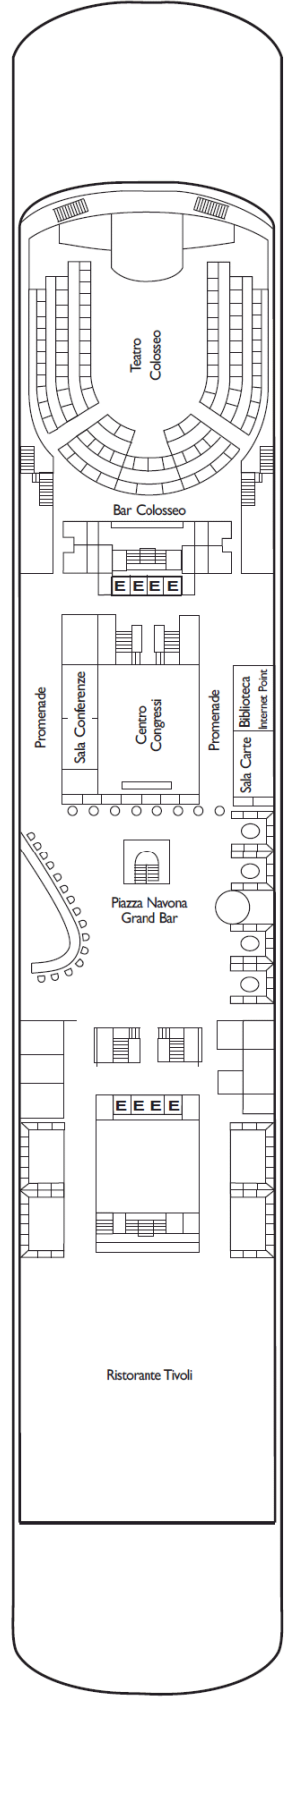 Teatro
Colosseo
Bar Colosseo
E E E E
Promenade
Sala Conferenze
Centro
Congressi
Promenade
Biblioteca
Internet Point
Sala Carte
Piazza Navona
Grand Bar
E E E E
Ristorante Tivoli